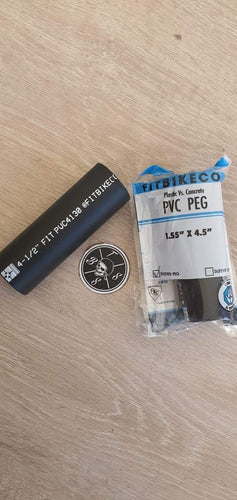 4-1/2" FIT PVC4130 @FITBIKECO
FITBIKECO
Plastic Vs. Concrete
PVC PEG
1.55" X 4.5"